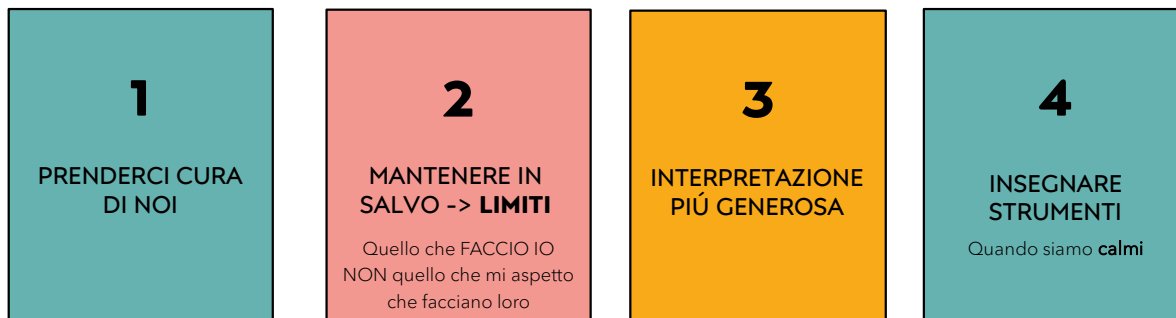 1
PRENDERCI CURA
DI NOI
2
MANTENERE IN
SALVO -> LIMITI
Quello che FACCIO IO
NON quello che mi aspetto
che facciano loro
3
INTERPRETAZIONE
PIÚ GENEROSA
4
INSEGNARE
STRUMENTI
Quando siamo calmi